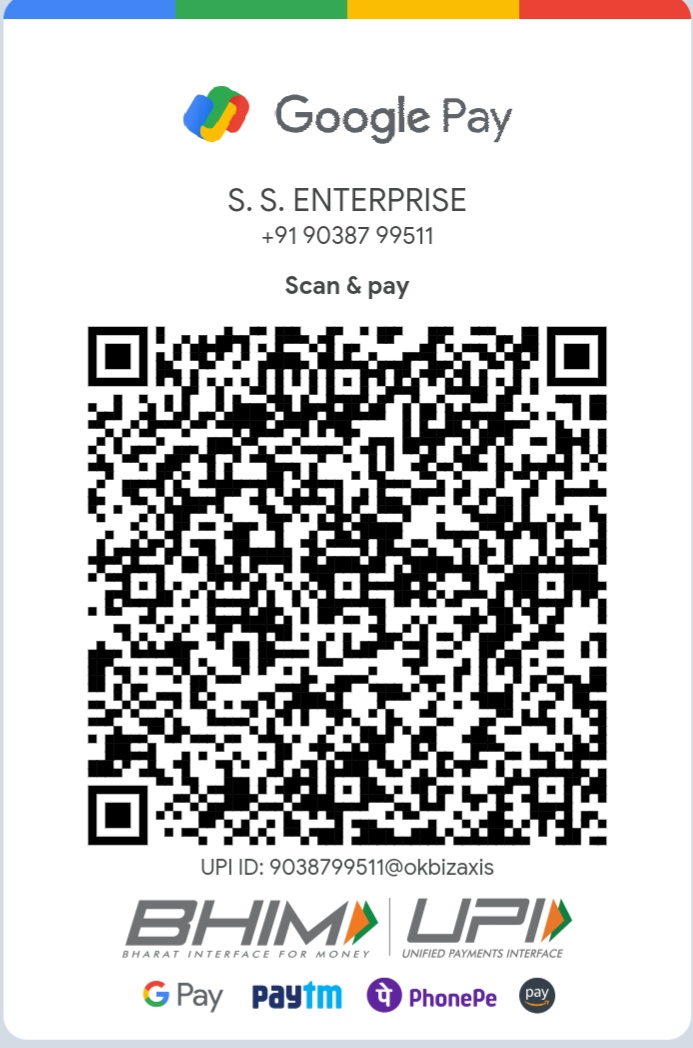 Google Pay
S. S. ENTERPRISE
+91 90387 99511
Scan & pay
UPI ID: 9038799511@okbizaxis
BHIM UPI
BHARAT INTERFACE FOR MONEY UNIFIED PAYMENTS INTERFACE
G Pay paytm पे PhonePe pay